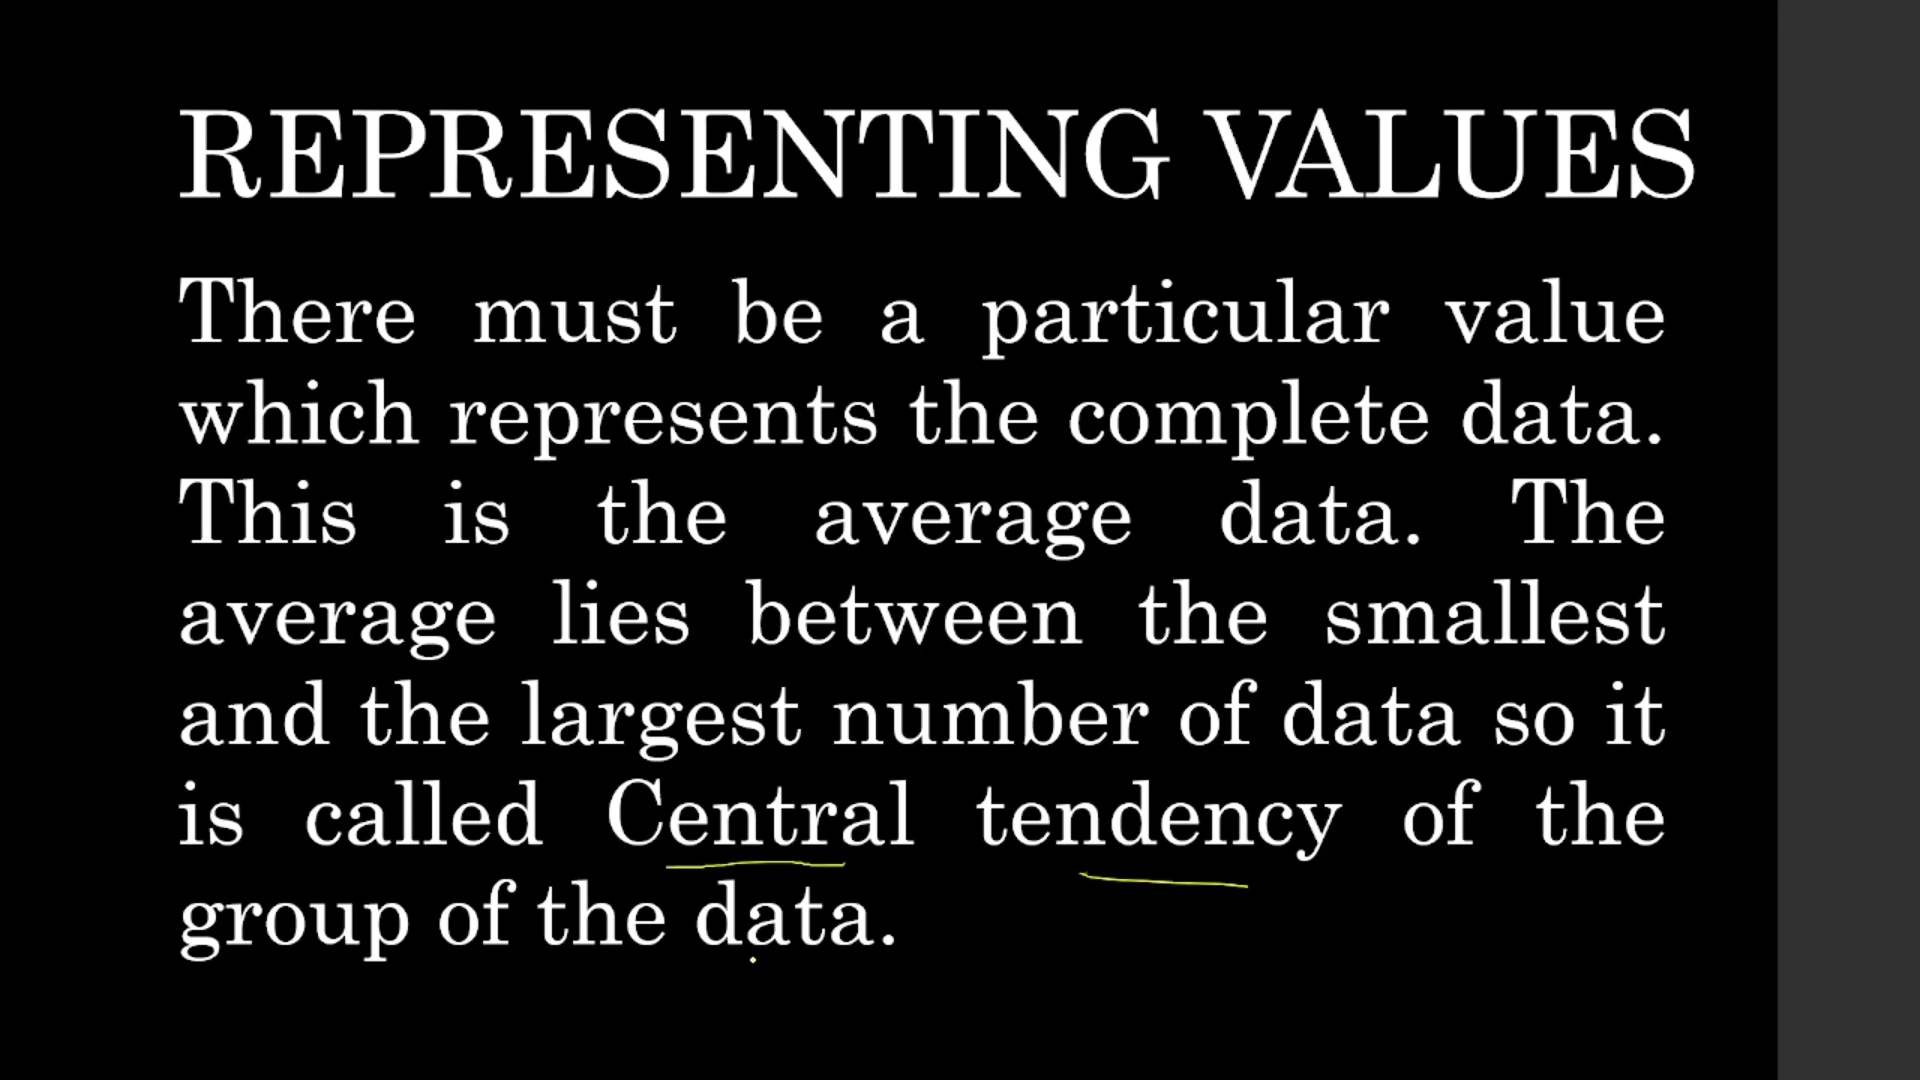 REPRESENTING VALUES
There must be a particular value
which represents the complete data.
This is the average data. The
average lies between the smallest
and the largest number of data so it
is called Central tendency of the
group of the data.